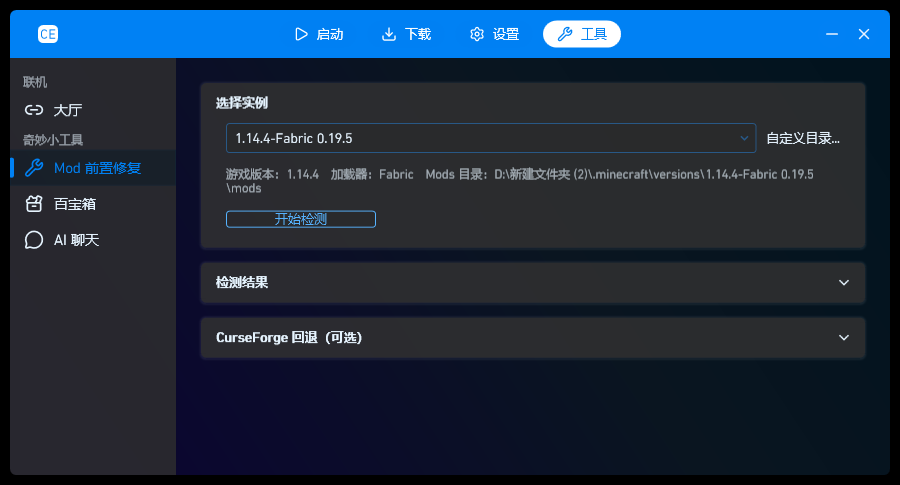 CE
启动
下载
设置
工具
联机
大厅
奇妙小工具
Mod 前置修复
百宝箱
AI 聊天
选择实例
1.14.4-Fabric 0.19.5
自定义目录...
游戏版本：1.14.4 加载器：Fabric Mods 目录：D:\新建文件夹 (2)\.minecraft\versions\1.14.4-Fabric 0.19.5
\mods
开始检测
检测结果
CurseForge 回退（可选）